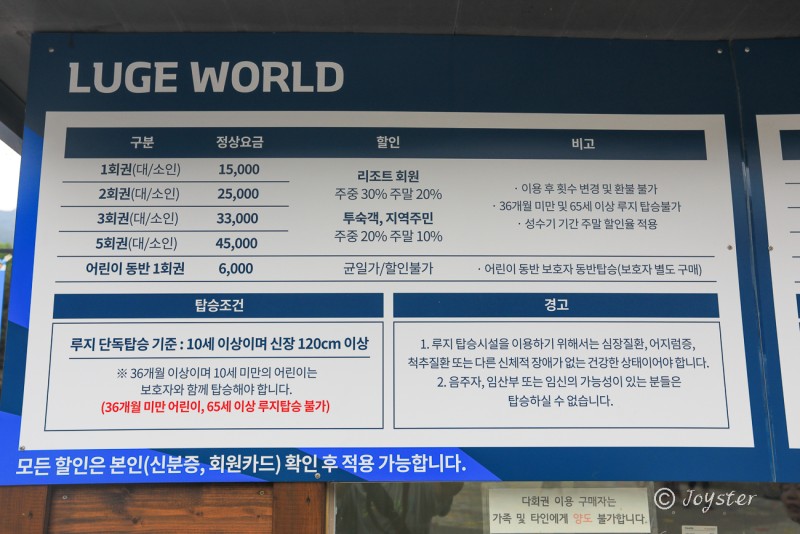 LUGE WORLD
구분 정상요금 할인 비고
1회권(대/소인) 15,000
2회권(대/소인) 25,000
3회권(대/소인) 33,000
5회권(대/소인) 45,000
리조트 회원
주중 30% 주말 20%
투숙객, 지역주민
주중 20% 주말 10%
· 이용 후 횟수 변경 및 환불 불가
· 36개월 미만 및 65세 이상 루지 탑승불가
· 성수기 기간 주말 할인율 적용
어린이 동반 1회권 6,000 균일가/할인불가 · 어린이 동반 보호자 동반탑승(보호자 별도 구매)
탑승조건
루지 단독탑승 기준 : 10세 이상이며 신장 120cm 이상
※ 36개월 이상이며 10세 미만의 어린이는
보호자와 함께 탑승해야 합니다.
(36개월 미만 어린이, 65세 이상 루지탑승 불가)
경고
1. 루지 탑승시설을 이용하기 위해서는 심장질환, 어지럼증,
척추질환 또는 다른 신체적 장애가 없는 건강한 상태이어야 합니다.
2. 음주자, 임산부 또는 임신의 가능성이 있는 분들은
탑승하실 수 없습니다.
모든 할인은 본인(신분증, 회원카드) 확인 후 적용 가능합니다.
다회권 이용 구매자는
가족 및 타인에게 양도 불가합니다.
© Joyster